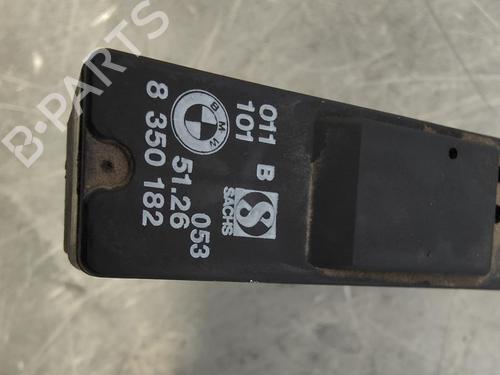 B-PARTS
011 B
101
BMW
SACHS
053
51.26
8 350 182